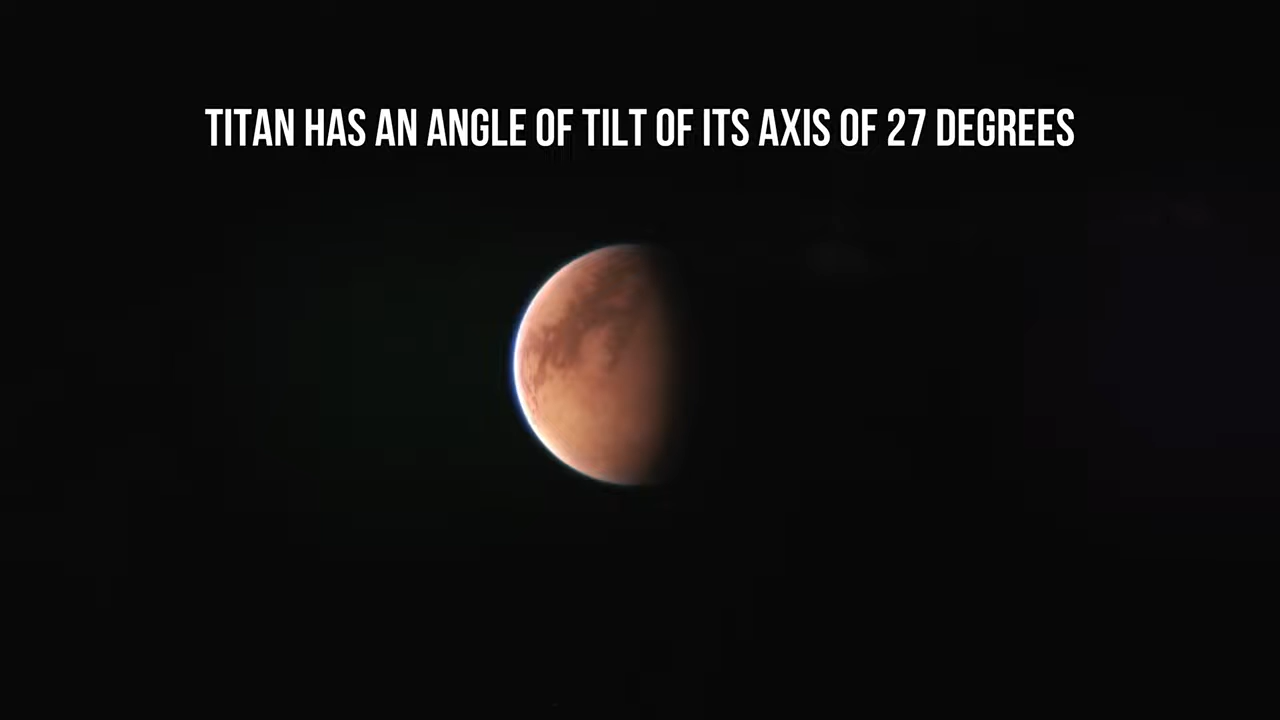 TITAN HAS AN ANGLE OF TILT OF ITS AXIS OF 27 DEGREES